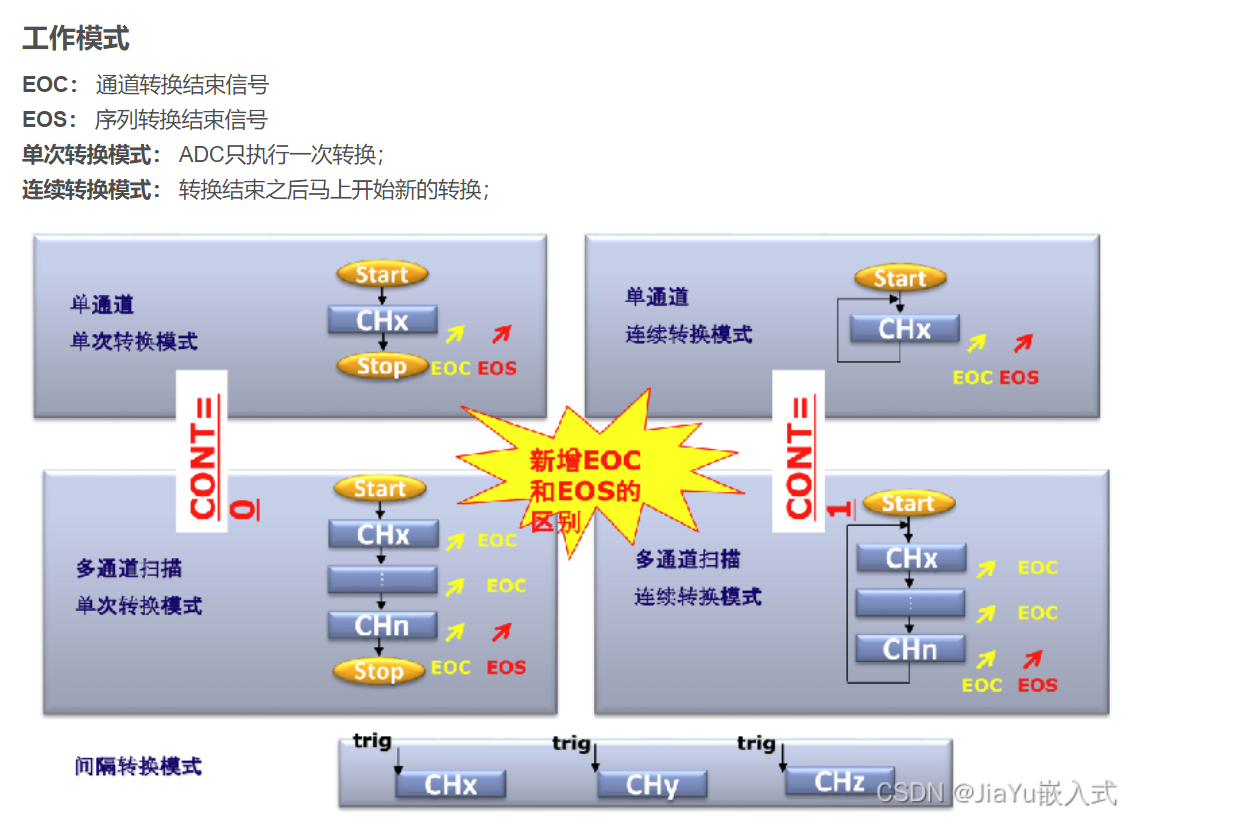 工作模式
EOC： 通道转换结束信号
EOS： 序列转换结束信号
单次转换模式： ADC只执行一次转换；
连续转换模式： 转换结束之后马上开始新的转换；
单通道
单次转换模式
Start
CHx
Stop
EOC EOS
单通道
连续转换模式
Start
CHx
EOC EOS
CONT=
0
新增EOC
和EOS的
区别
CONT=
1
多通道扫描
单次转换模式
Start
CHx
EOC
⋮
EOC
CHn
Stop
EOC EOS
多通道扫描
连续转换模式
Start
CHx
EOC
⋮
EOC
CHn
EOC EOS
间隔转换模式
trig
CHx
trig
CHy
trig
CHz
CSDN @JiaYu嵌入式